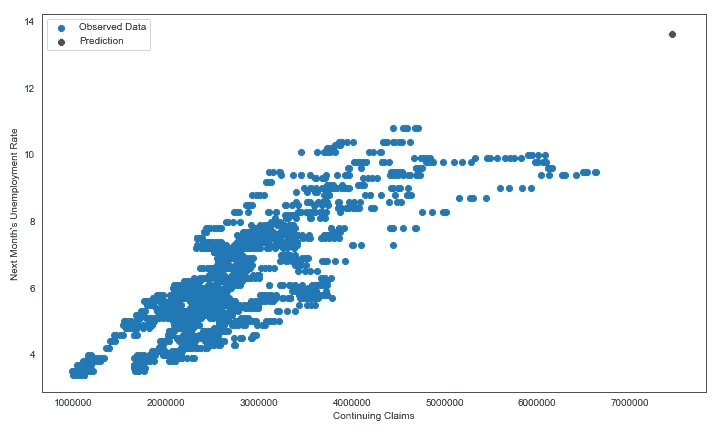 14
Observed Data
Prediction
12
10
8
6
4
Next Month's Unemployment Rate
1000000 2000000 3000000 4000000 5000000 6000000 7000000
Continuing Claims